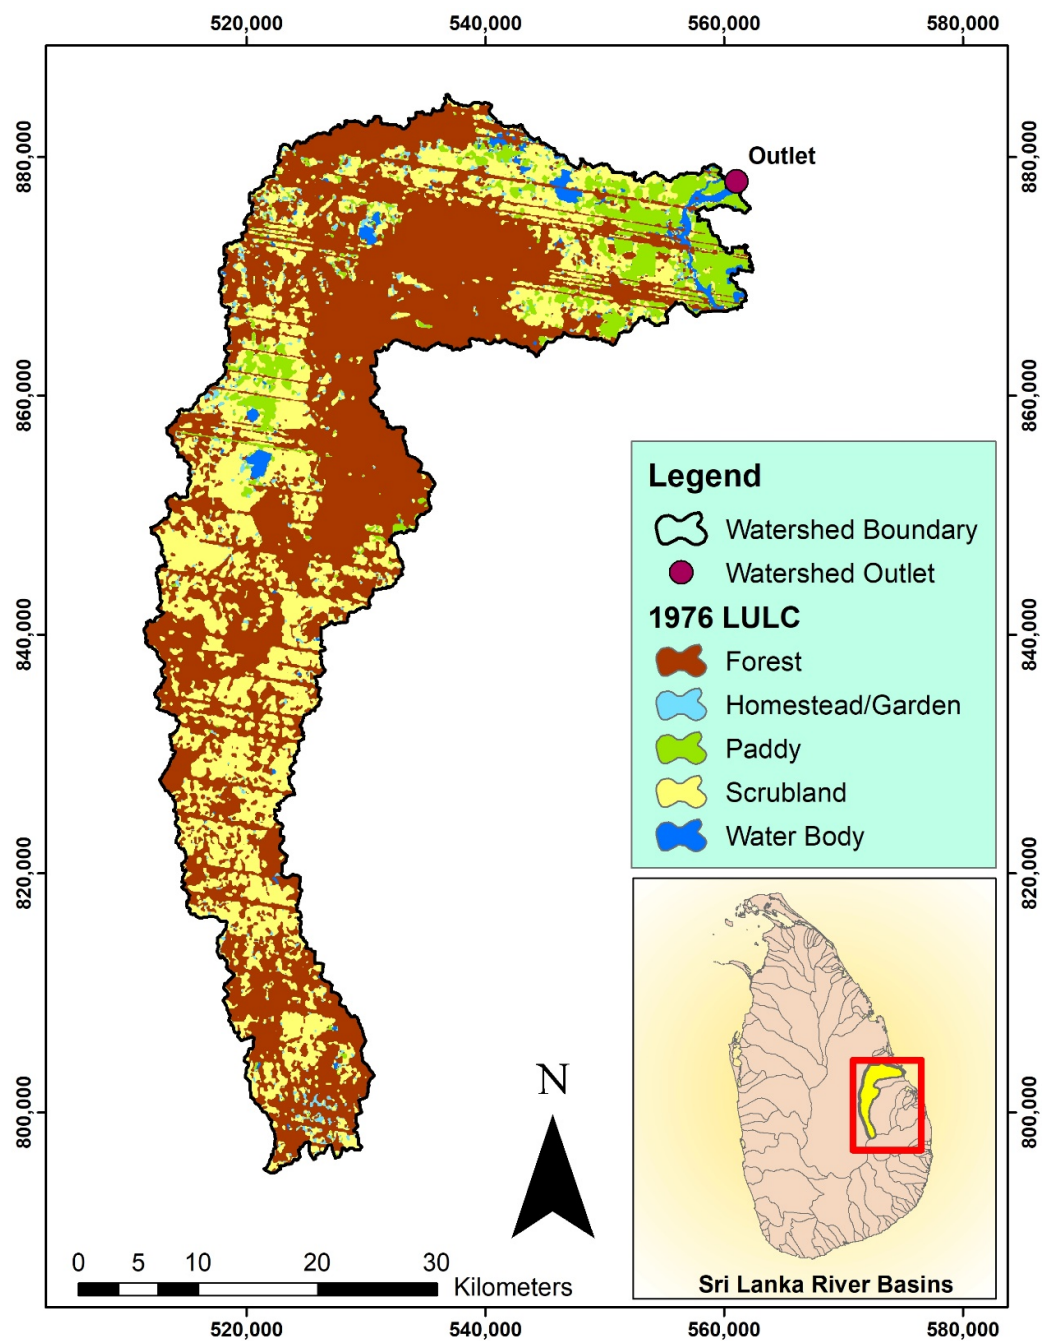 520,000
540,000
560,000
580,000
880,000
880,000
Outlet
860,000
860,000
Legend
Watershed Boundary
Watershed Outlet
1976 LULC
Forest
Homestead/Garden
Paddy
Scrubland
Water Body
840,000
840,000
820,000
820,000
800,000
800,000
N
0 5 10 20 30
Kilometers
Sri Lanka River Basins
520,000
540,000
560,000
580,000